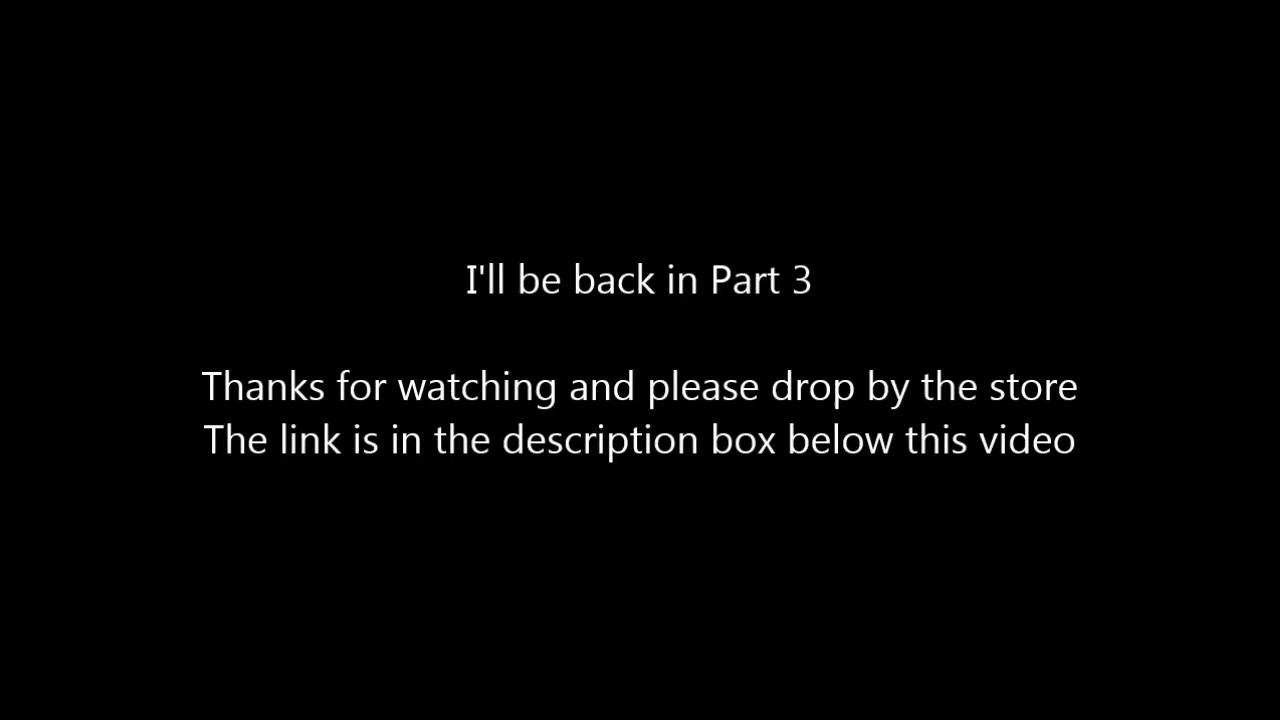 I'll be back in Part 3
Thanks for watching and please drop by the store
The link is in the description box below this video